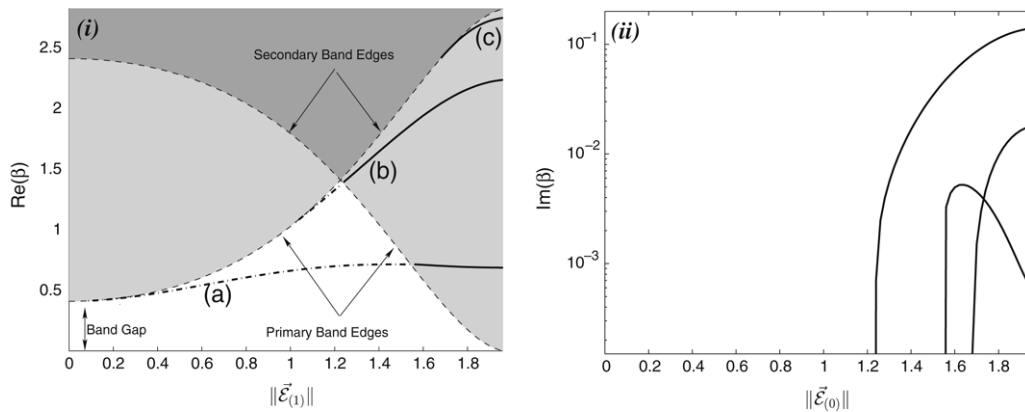 (i)
(c)
Secondary Band Edges
(b)
(a)
Band Gap
Primary Band Edges
Re(β)
2.5
2
1.5
1
0.5
0 0.2 0.4 0.6 0.8 1 1.2 1.4 1.6 1.8
‖𝓔⃗(1)‖
(ii)
Im(β)
10⁻¹
10⁻²
10⁻³
0 0.2 0.4 0.6 0.8 1 1.2 1.4 1.6 1.8
‖𝓔⃗(0)‖